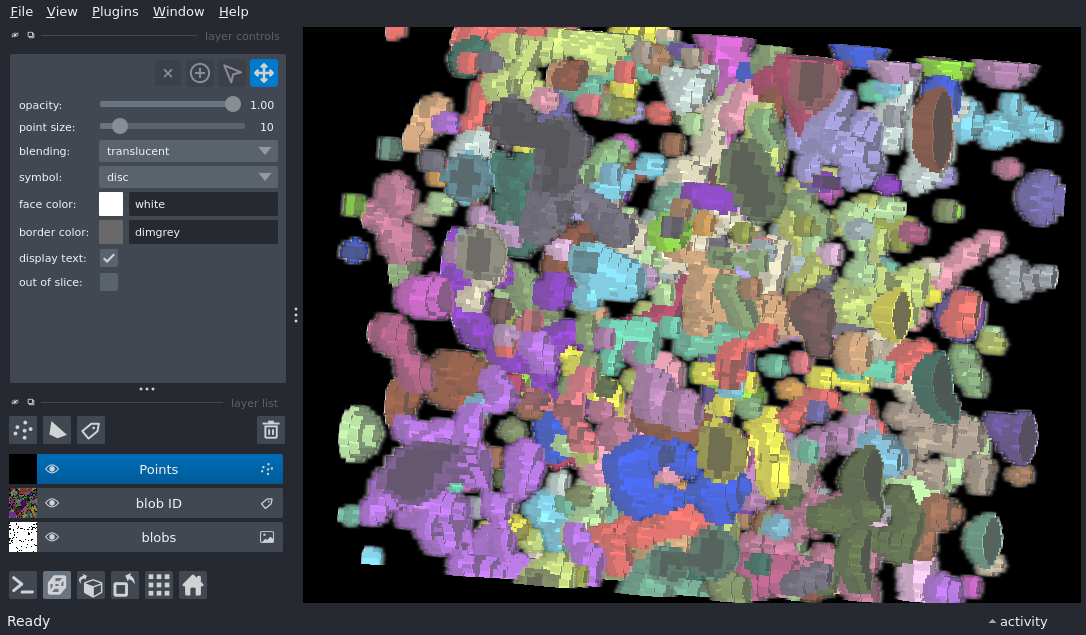 File View Plugins Window Help
layer controls
opacity: 1.00
point size: 10
blending: translucent
symbol: disc
face color: white
border color: dimgrey
display text:
out of slice:
layer list
Points
blob ID
blobs
Ready
activity